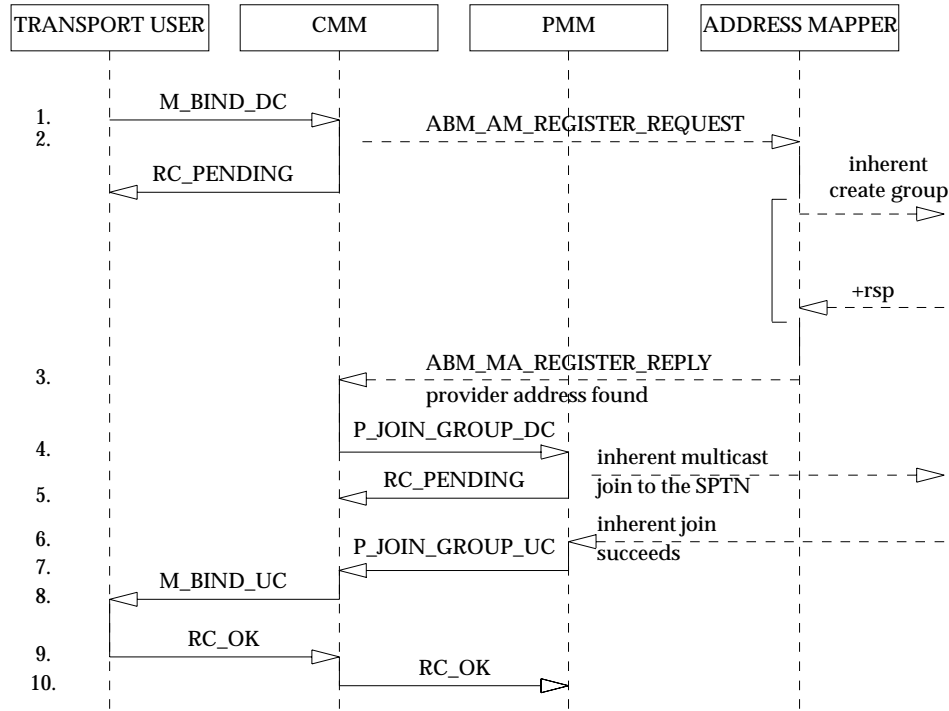 TRANSPORT USER
CMM
PMM
ADDRESS MAPPER
1.
M_BIND_DC
2.
ABM_AM_REGISTER_REQUEST
RC_PENDING
inherent
create group
+rsp
3.
ABM_MA_REGISTER_REPLY
provider address found
4.
P_JOIN_GROUP_DC
inherent multicast
join to the SPTN
5.
RC_PENDING
6.
inherent join
succeeds
7.
P_JOIN_GROUP_UC
8.
M_BIND_UC
9.
RC_OK
10.
RC_OK